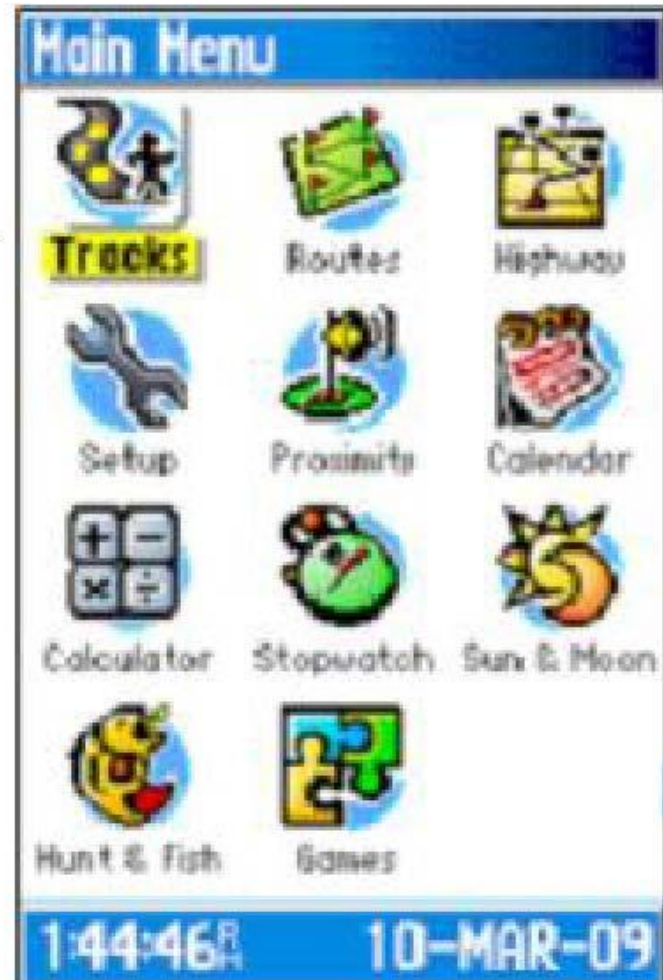 Main Menu
Tracks Routes Highway
Setup Proximity Calendar
Calculator Stopwatch Sun & Moon
Hunt & Fish Games
1:44:46 10-MAR-09